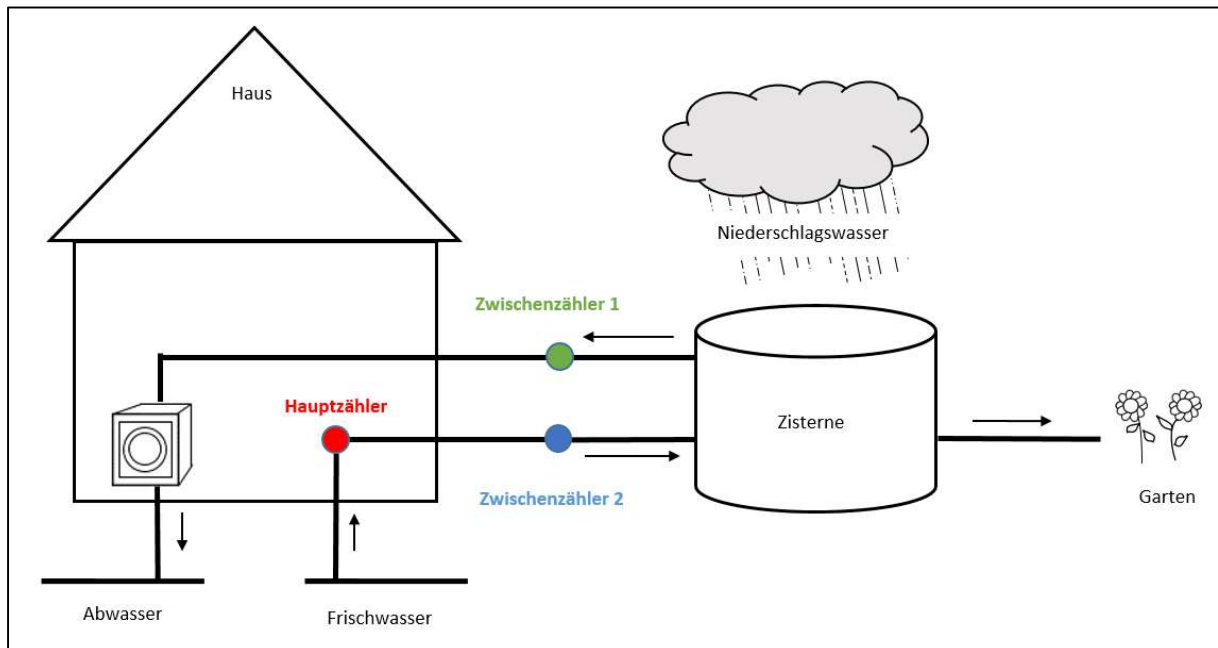 Haus
Niederschlagswasser
Zwischenzähler 1
Hauptzähler
Zisterne
Zwischenzähler 2
Garten
Abwasser
Frischwasser